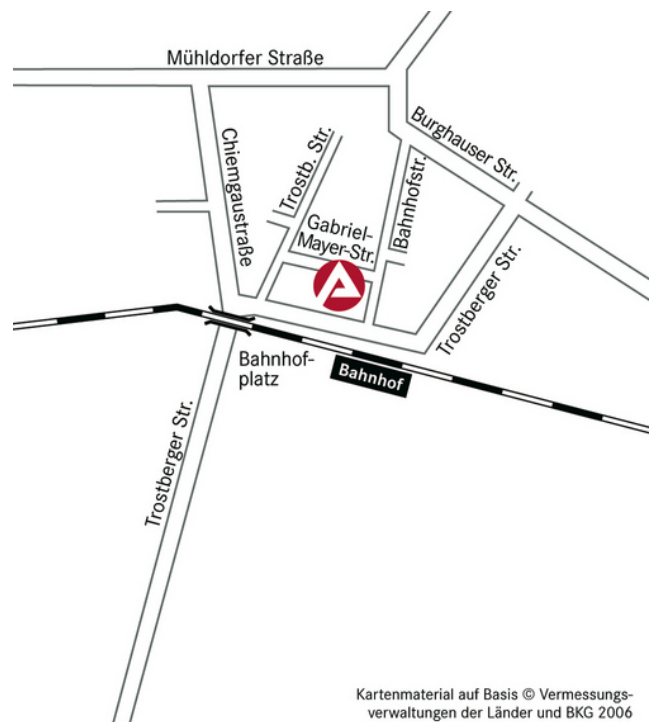 Mühldorfer Straße
Burghauser Str.
Chiemgaustraße
Trostb. Str.
Bahnhofstr.
Gabriel-
Mayer-Str.
Trostberger Str.
Bahnhof-
platz
Bahnhof
Trostberger Str.
Kartenmaterial auf Basis © Vermessungs-
verwaltungen der Länder und BKG 2006